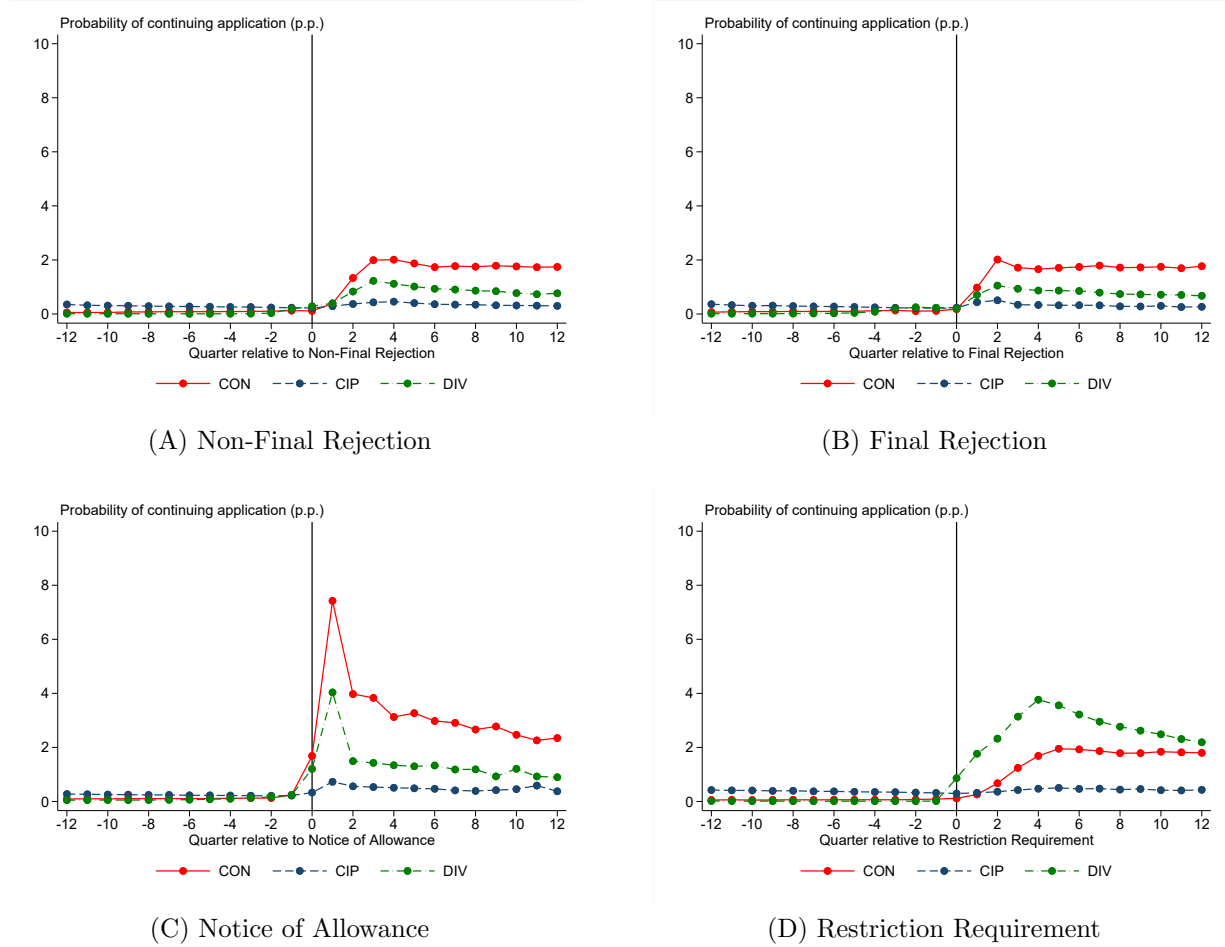 Probability of continuing application (p.p.)
10
8
6
4
2
0
-12 -10 -8 -6 -4 -2 0 2 4 6 8 10 12
Quarter relative to Non-Final Rejection
CON CIP DIV
(A) Non-Final Rejection
Probability of continuing application (p.p.)
10
8
6
4
2
0
-12 -10 -8 -6 -4 -2 0 2 4 6 8 10 12
Quarter relative to Final Rejection
CON CIP DIV
(B) Final Rejection
Probability of continuing application (p.p.)
10
8
6
4
2
0
-12 -10 -8 -6 -4 -2 0 2 4 6 8 10 12
Quarter relative to Notice of Allowance
CON CIP DIV
(C) Notice of Allowance
Probability of continuing application (p.p.)
10
8
6
4
2
0
-12 -10 -8 -6 -4 -2 0 2 4 6 8 10 12
Quarter relative to Restriction Requirement
CON CIP DIV
(D) Restriction Requirement